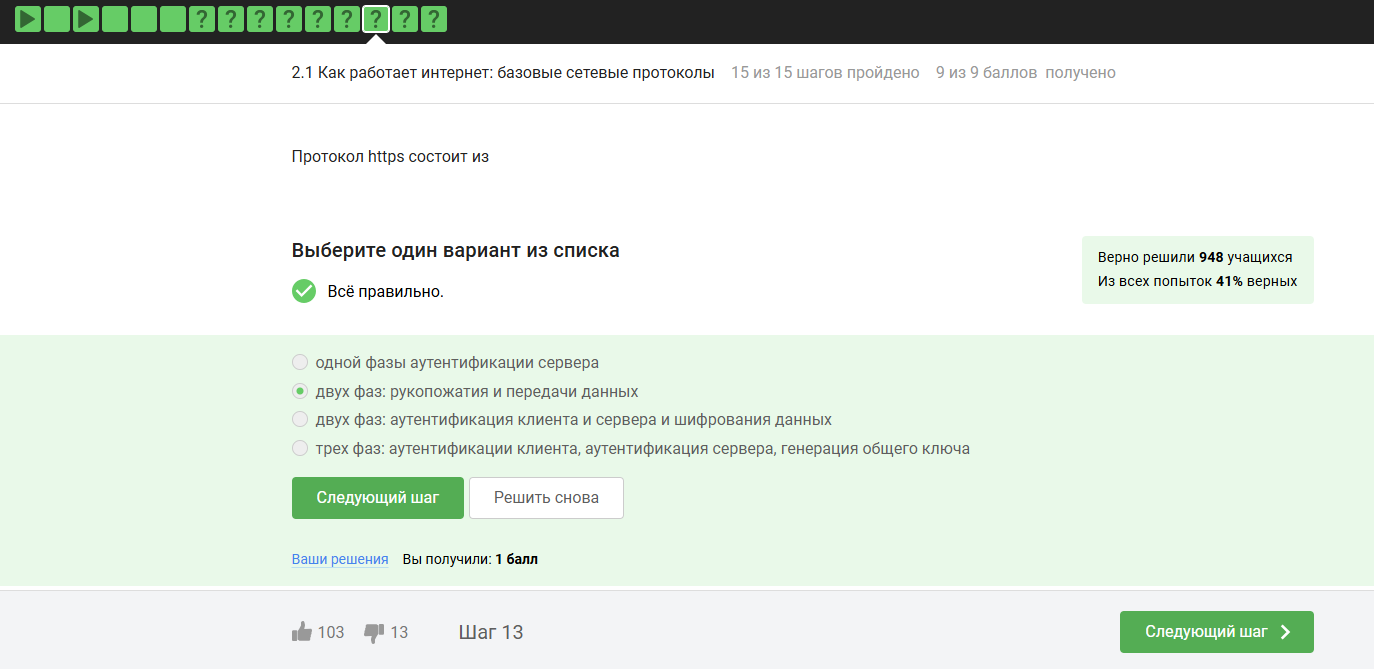 ? ? ? ? ? ? ? ? ?
2.1 Как работает интернет: базовые сетевые протоколы 15 из 15 шагов пройдено 9 из 9 баллов получено
Протокол https состоит из
Выберите один вариант из списка
Всё правильно.
Верно решили 948 учащихся
Из всех попыток 41% верных
одной фазы аутентификации сервера
двух фаз: рукопожатия и передачи данных
двух фаз: аутентификация клиента и сервера и шифрования данных
трех фаз: аутентификации клиента, аутентификация сервера, генерация общего ключа
Следующий шаг Решить снова
Ваши решения Вы получили: 1 балл
103 13 Шаг 13 Следующий шаг